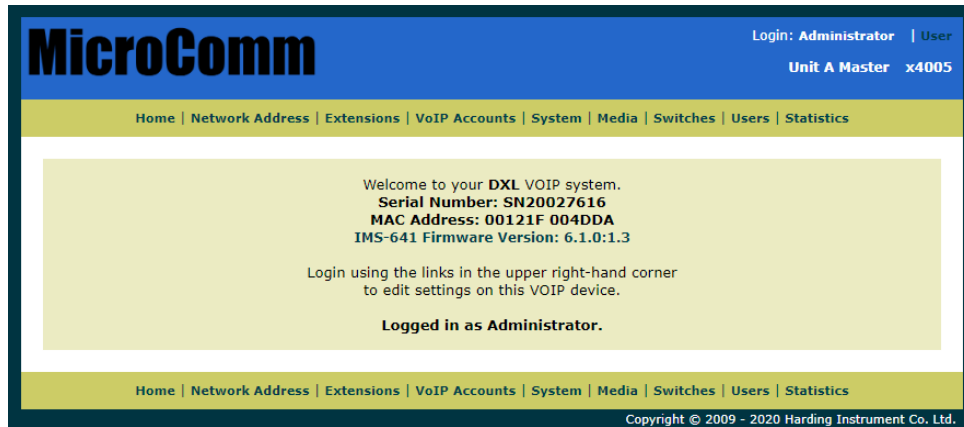 MicroComm
Login: Administrator | User
Unit A Master x4005
Home | Network Address | Extensions | VoIP Accounts | System | Media | Switches | Users | Statistics
Welcome to your DXL VOIP system.
Serial Number: SN20027616
MAC Address: 00121F 004DDA
IMS-641 Firmware Version: 6.1.0:1.3
Login using the links in the upper right-hand corner
to edit settings on this VOIP device.
Logged in as Administrator.
Home | Network Address | Extensions | VoIP Accounts | System | Media | Switches | Users | Statistics
Copyright © 2009 - 2020 Harding Instrument Co. Ltd.